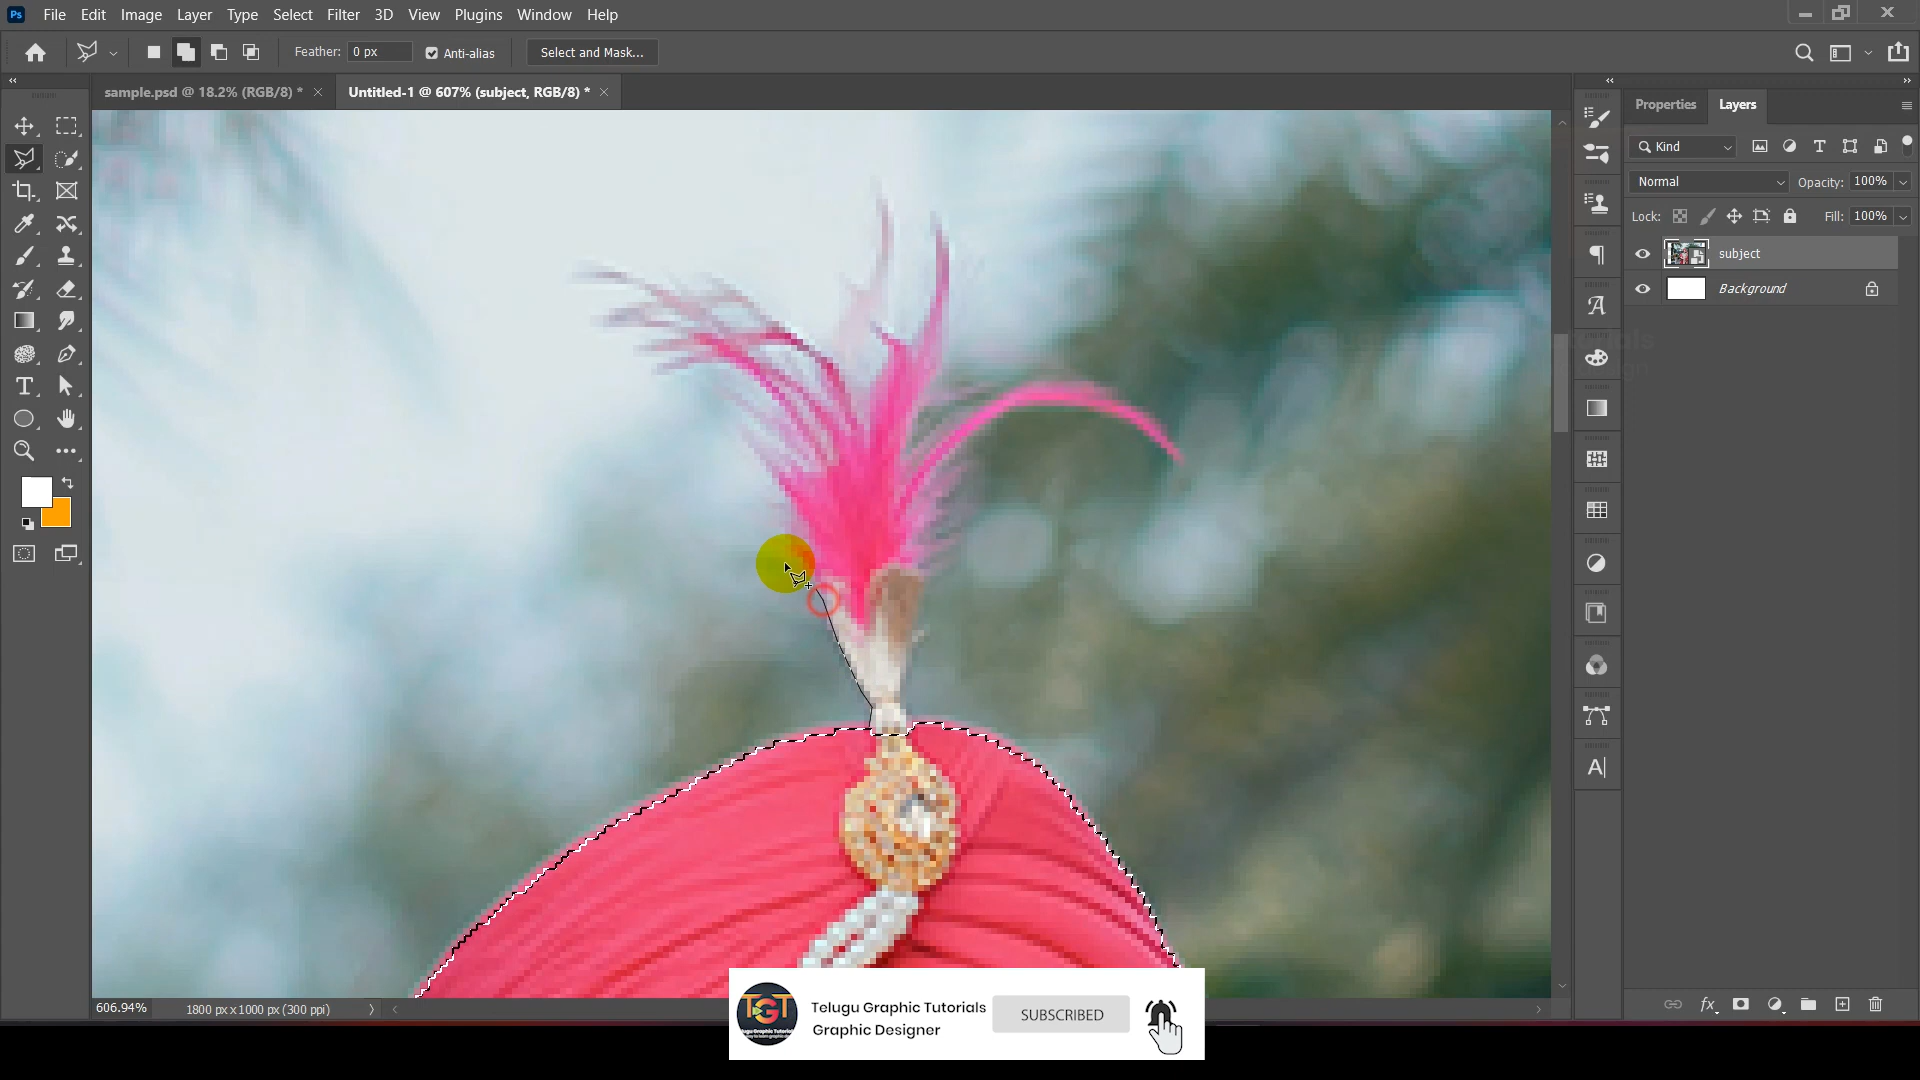 Ps File Edit Image Layer Type Select Filter 3D View Plugins Window Help
Feather: 0 px Anti-alias Select and Mask...
sample.psd @ 18.2% (RGB/8) * Untitled-1 @ 607% (subject, RGB/8) *
Properties Layers
Kind
Normal Opacity: 100%
Lock: Fill: 100%
subject
Background
606.94% 1800 px x 1000 px (300 ppi)
TGT
Telugu Graphic Tutorials
Graphic Designer
SUBSCRIBED